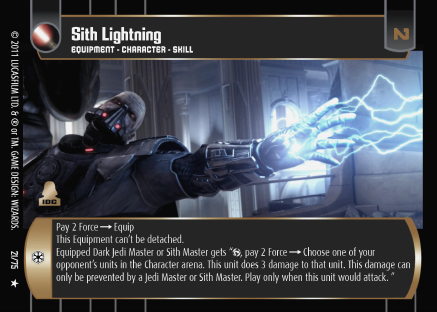 Sith Lightning
EQUIPMENT - CHARACTER - SKILL
2
IDC
Pay 2 Force → Equip
This Equipment can't be detached.
Equipped Dark Jedi Master or Sith Master gets “, pay 2 Force → Choose one of your
opponent's units in the Character arena. This unit does 3 damage to that unit. This damage can
only be prevented by a Jedi Master or Sith Master. Play only when this unit would attack. ”
© 2011 LUCASFILM LTD. & ® or TM. GAME DESIGN: WIZARDS.
21/75